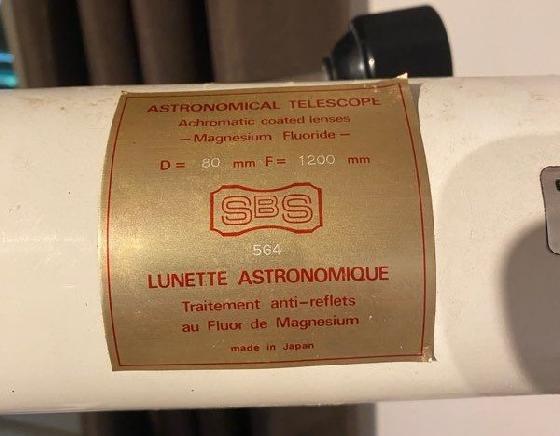 ASTRONOMICAL TELESCOPE
Achromatic coated lenses
— Magnesium Fluoride —
D = 80 mm F = 1200 mm
SBS
564
LUNETTE ASTRONOMIQUE
Traitement anti-reflets
au Fluor de Magnesium
made in Japan